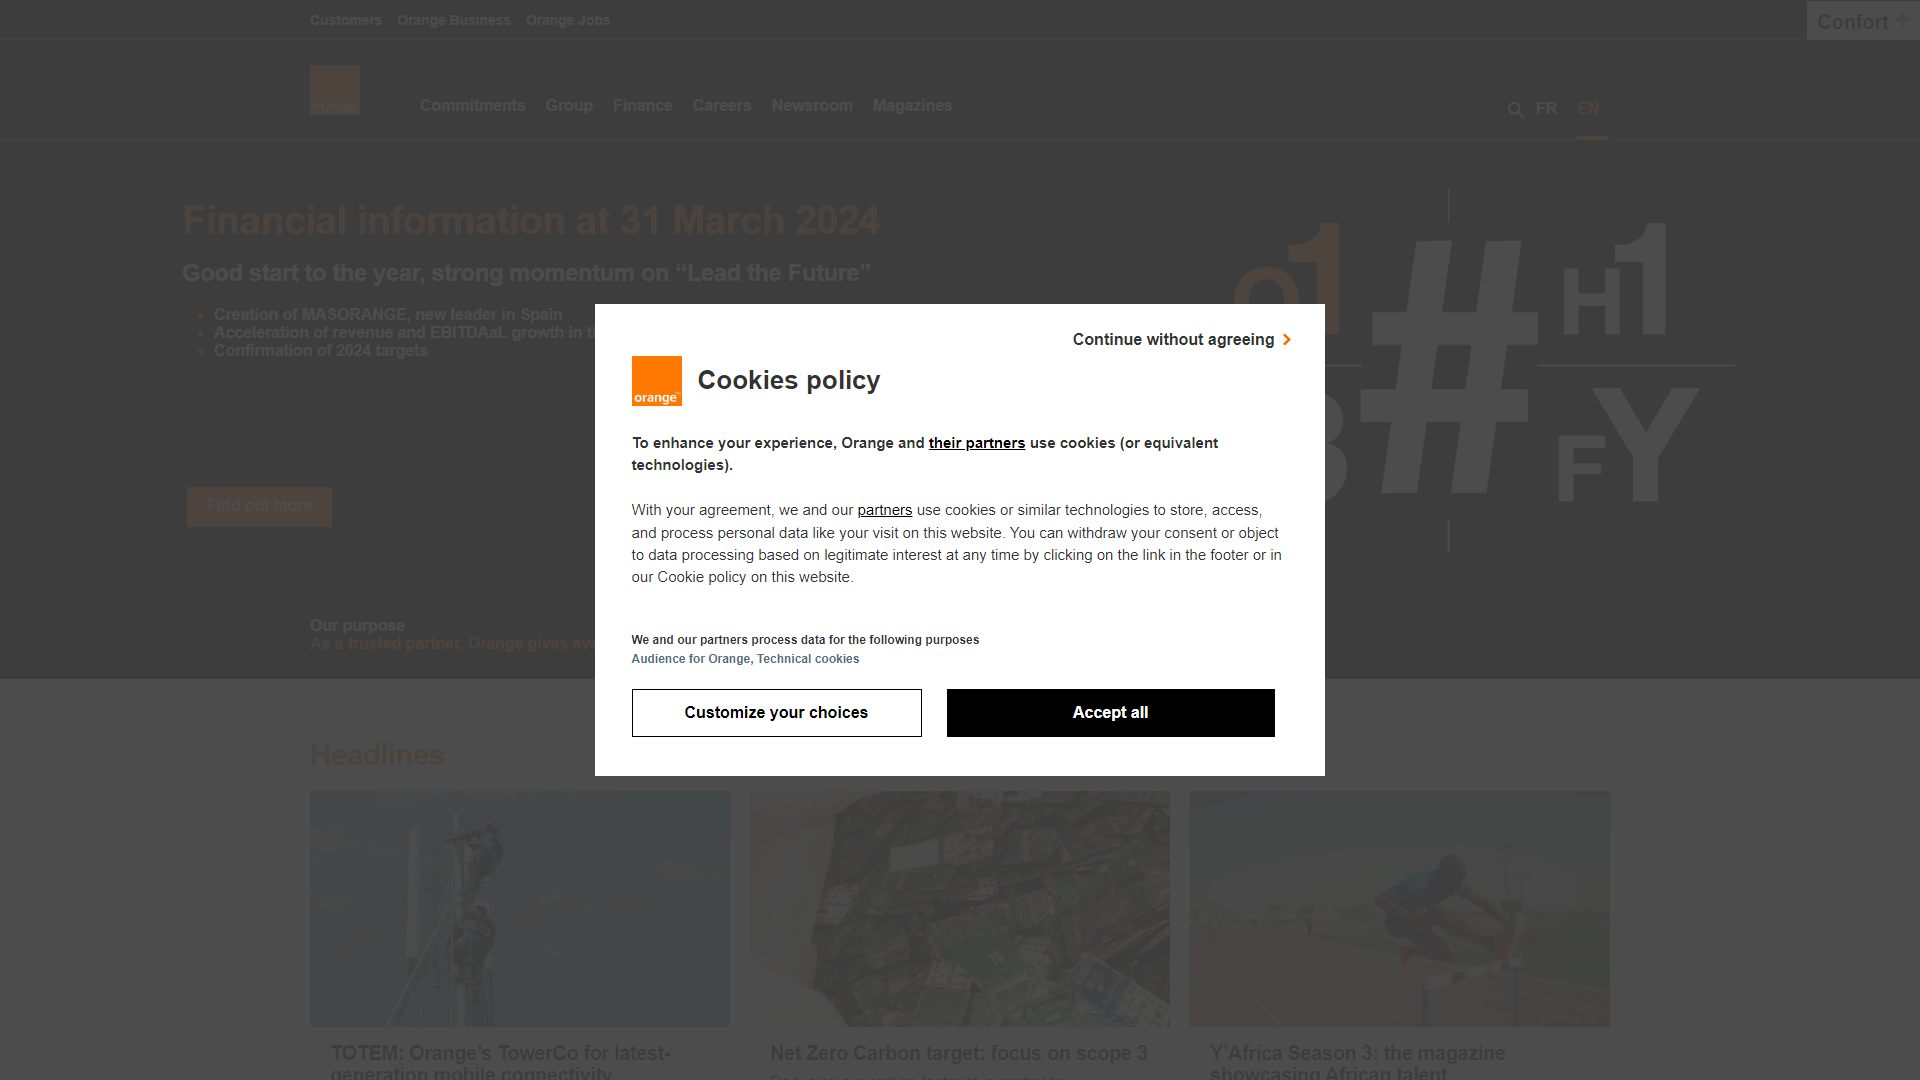 Customers Orange Business Orange Jobs
Confort +
orange
Commitments Group Finance Careers Newsroom Magazines
FR EN
Financial information at 31 March 2024
Good start to the year, strong momentum on “Lead the Future”
Creation of MASORANGE, new leader in Spain
Acceleration of revenue and EBITDAaL growth in
Confirmation of 2024 targets
Q1 # H1
FY
Find out more
Our purpose
As a trusted partner, Orange gives
Continue without agreeing
orange
Cookies policy
To enhance your experience, Orange and their partners use cookies (or equivalent
technologies).
With your agreement, we and our partners use cookies or similar technologies to store, access,
and process personal data like your visit on this website. You can withdraw your consent or object
to data processing based on legitimate interest at any time by clicking on the link in the footer or in
our Cookie policy on this website.
We and our partners process data for the following purposes
Audience for Orange, Technical cookies
Customize your choices
Accept all
Headlines
TOTEM: Orange’s TowerCo for latest-
generation mobile connectivity
Net Zero Carbon target: focus on scope 3
Y’Africa Season 3: the magazine
showcasing African talent